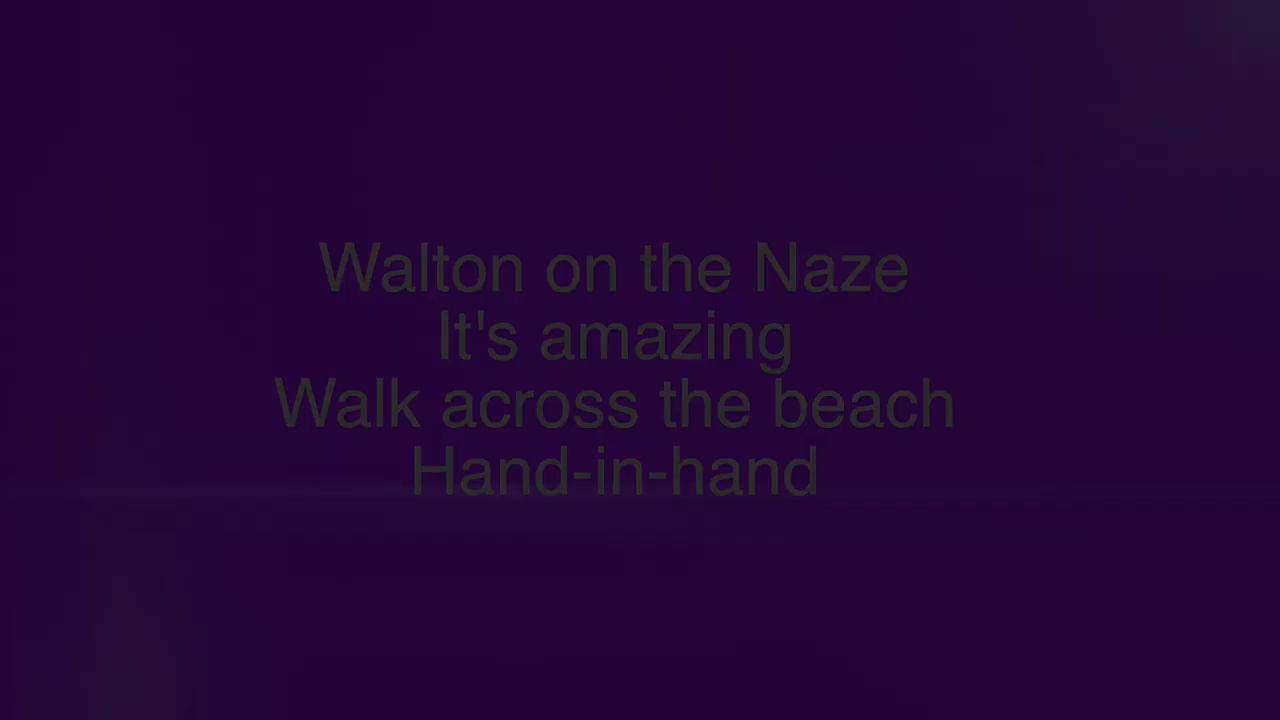 Walton on the Naze
It's amazing
Walk across the beach
Hand-in-hand